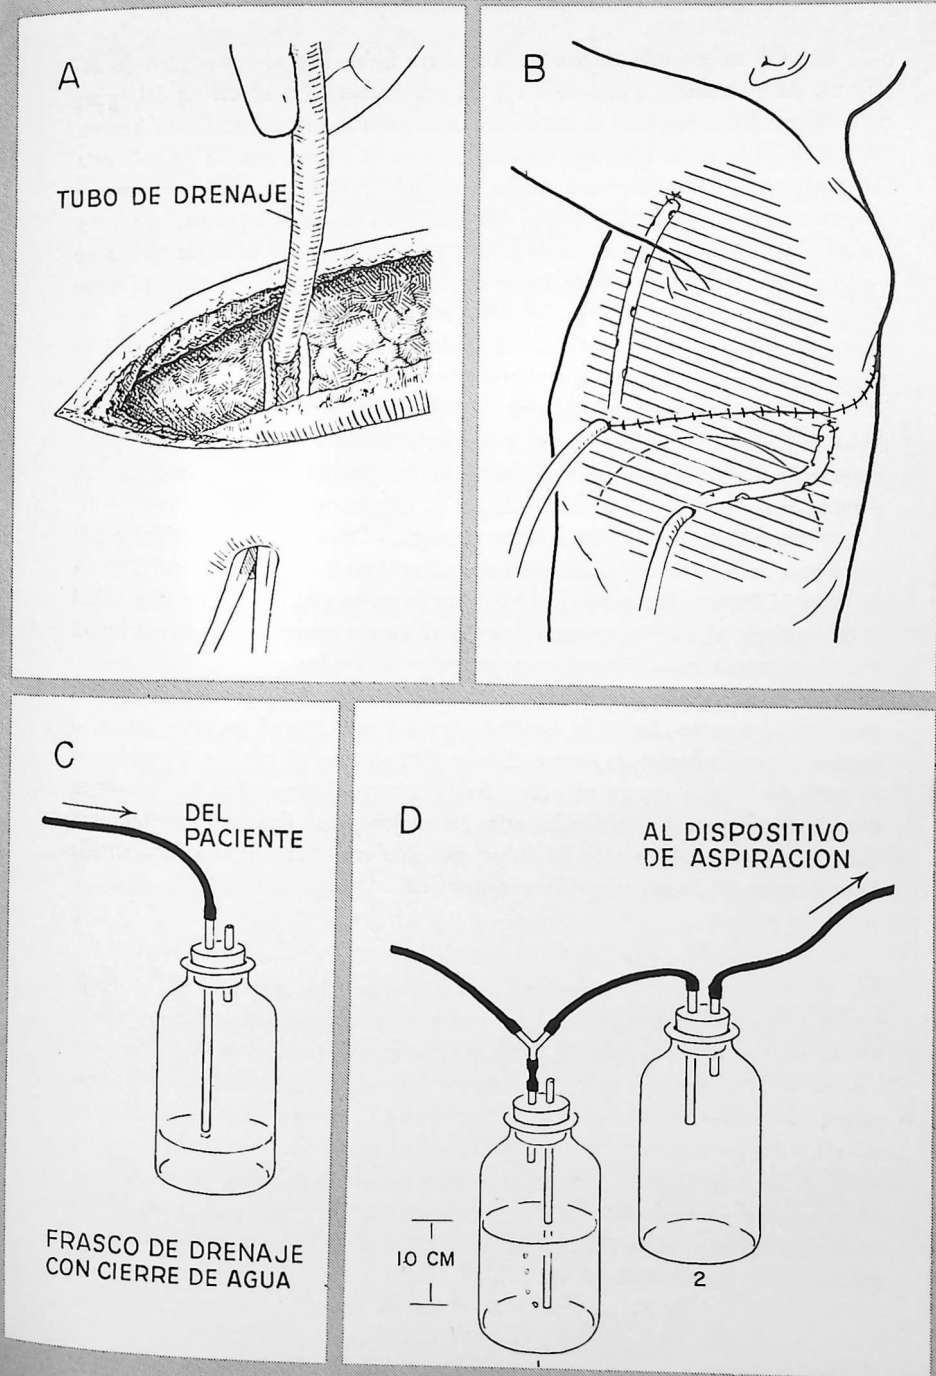 A
TUBO DE DRENAJE
B
C
DEL
PACIENTE
FRASCO DE DRENAJE
CON CIERRE DE AGUA
D
AL DISPOSITIVO
DE ASPIRACION
10 CM
1
2